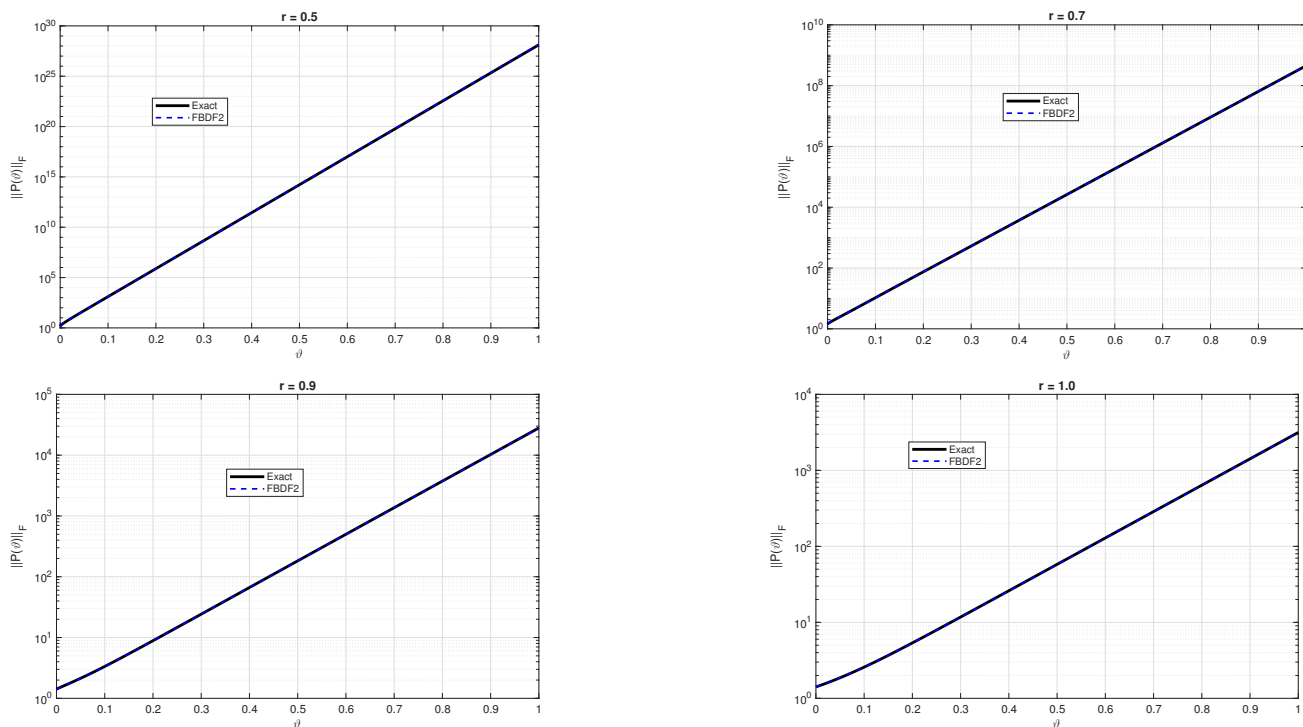 r = 0.5
10^30
10^25
10^20
10^15
10^10
10^5
10^0
||P(ϑ)||_F
Exact
FBDF2
0 0.1 0.2 0.3 0.4 0.5 0.6 0.7 0.8 0.9 1
ϑ
r = 0.7
10^10
10^8
10^6
10^4
10^2
10^0
||P(ϑ)||_F
Exact
FBDF2
0 0.1 0.2 0.3 0.4 0.5 0.6 0.7 0.8 0.9
ϑ
r = 0.9
10^5
10^4
10^3
10^2
10^1
10^0
||P(ϑ)||_F
Exact
FBDF2
0 0.1 0.2 0.3 0.4 0.5 0.6 0.7 0.8 0.9 1
ϑ
r = 1.0
10^4
10^3
10^2
10^1
10^0
||P(ϑ)||_F
Exact
FBDF2
0 0.1 0.2 0.3 0.4 0.5 0.6 0.7 0.8 0.9 1
ϑ